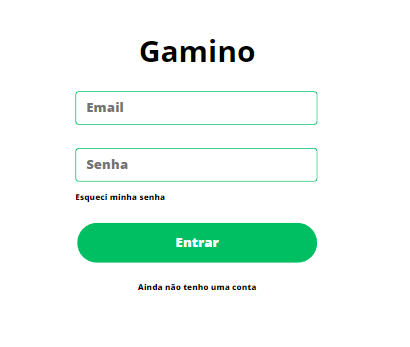 Gamino
Email
Senha
Esqueci minha senha
Entrar
Ainda não tenho uma conta